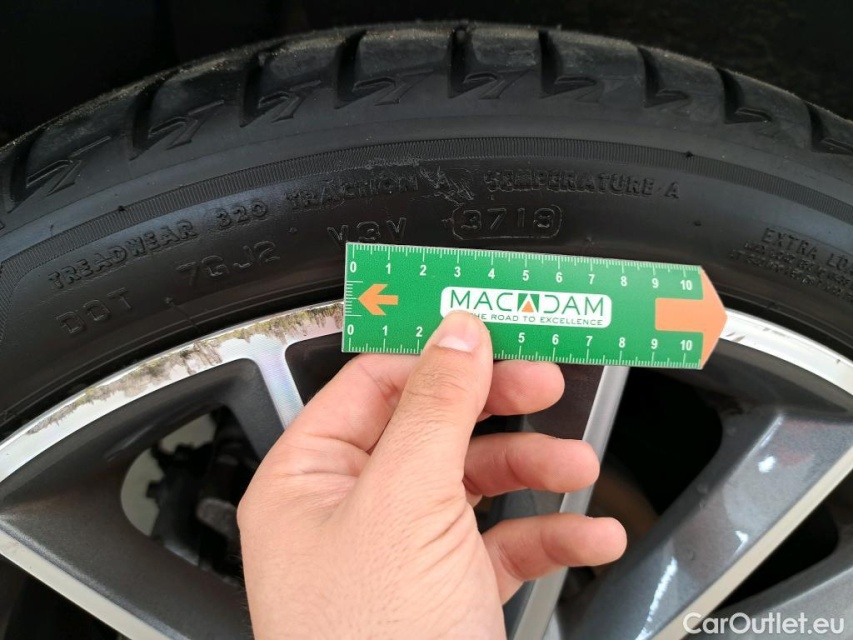 TREADWEAR 320 TRACTION A TEMPERATURE A
DOT 7GJ2 V3V 3718
EXTRA LOAD
0 1 2 3 4 5 6 7 8 9 10
MACADAM
THE ROAD TO EXCELLENCE
0 1 2 5 6 7 8 9 10
CarOutlet.eu